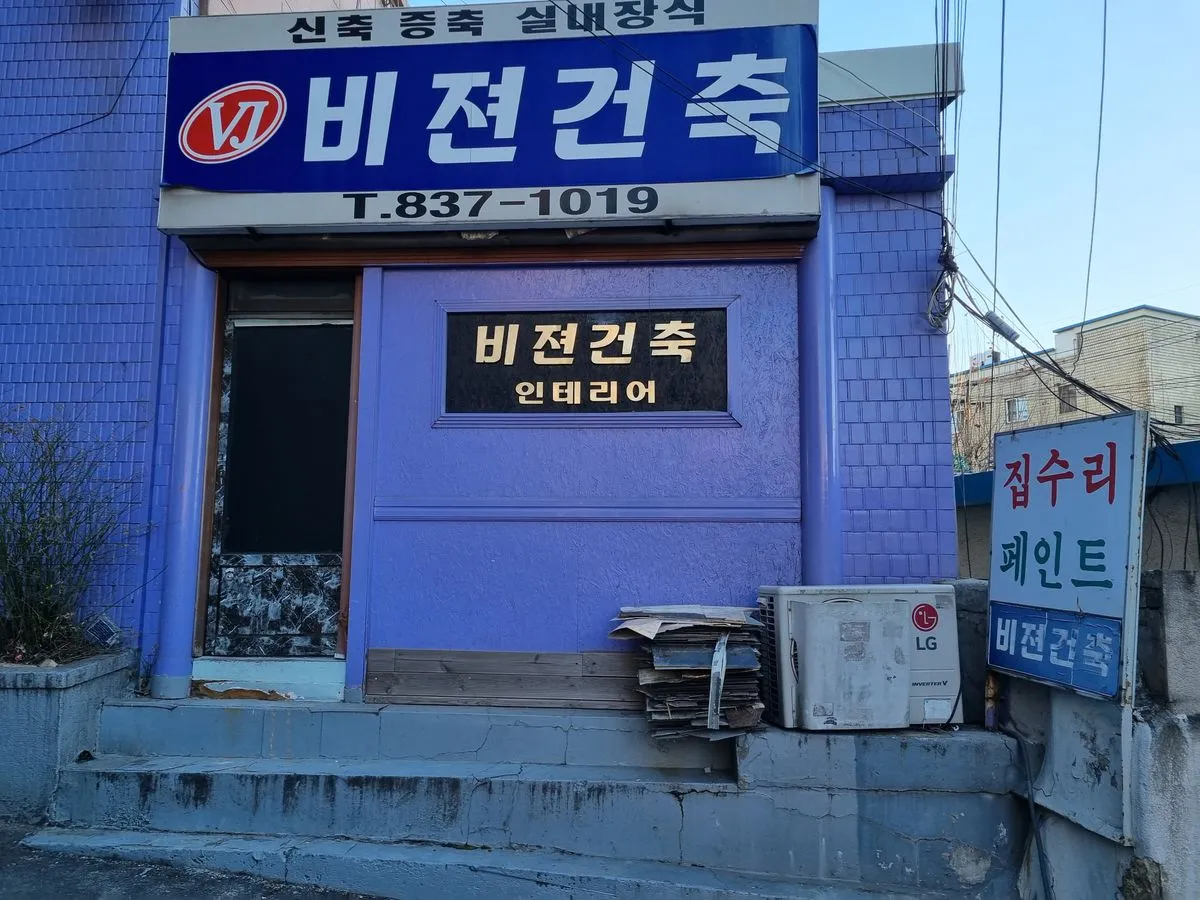 신축 증축 실내장식
VJ 비젼건축
T.837-1019
비젼건축
인테리어
집수리
페인트
비젼건축
LG
INVERTER V